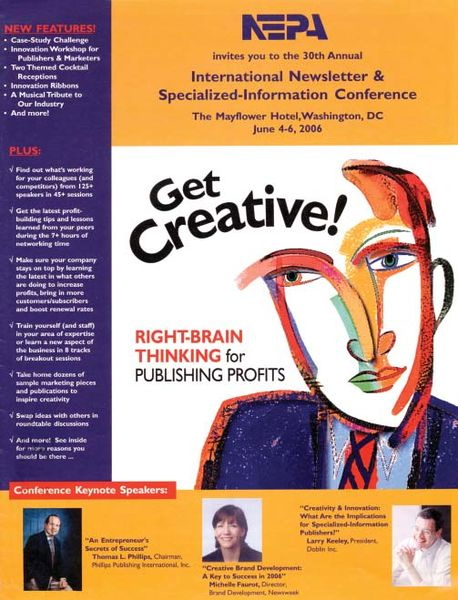 NEW FEATURES!
• Case-Study Challenge
• Innovation Workshop for
Publishers & Marketers
• Two Themed Cocktail
Receptions
• Innovation Ribbons
• A Musical Tribute to
Our Industry
• And more!
PLUS:
√ Find out what's working
for your colleagues (and
competitors) from 125+
speakers in 45+ sessions
√ Get the latest profit-
building tips and lessons
learned from your peers
during the 7+ hours of
networking time
√ Make sure your company
stays on top by learning
the latest in what others
are doing to increase
profits, bring in more
customers/subscribers
and boost renewal rates
√ Train yourself (and staff)
in your area of expertise
or learn a new aspect of
the business in 8 tracks
of breakout sessions
√ Take home dozens of
sample marketing pieces
and publications to
inspire creativity
√ Swap ideas with others in
roundtable discussions
√ And more! See inside
for more reasons you
should be there ...
NEPA
invites you to the 30th Annual
International Newsletter &
Specialized-Information Conference
The Mayflower Hotel, Washington, DC
June 4-6, 2006
Get
Creative!
RIGHT-BRAIN
THINKING for
PUBLISHING PROFITS
Conference Keynote Speakers:
"An Entrepreneur's
Secrets of Success"
Thomas L. Phillips, Chairman,
Phillips Publishing International, Inc.
"Creative Brand Development:
A Key to Success in 2006"
Michelle Faurot, Director,
Brand Development, Newsweek
"Creativity & Innovation:
What Are the Implications
for Specialized-Information
Publishers?"
Larry Keeley, President,
Doblin Inc.